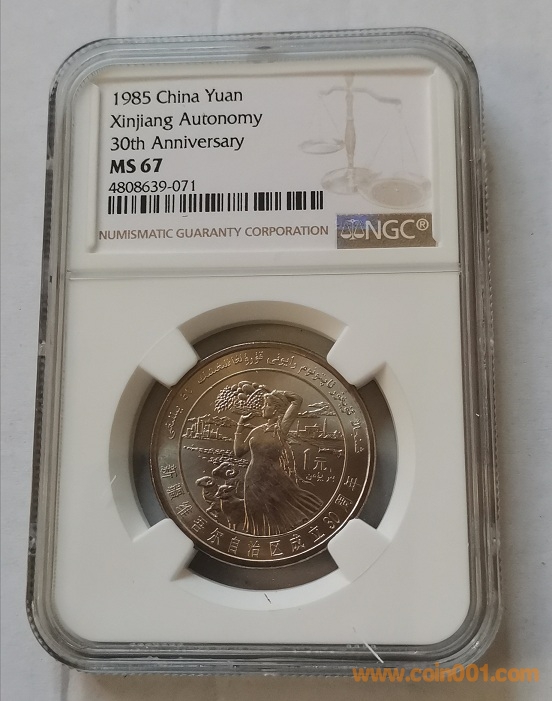 1985 China Yuan
Xinjiang Autonomy
30th Anniversary
MS 67
4808639-071
NUMISMATIC GUARANTY CORPORATION
NGC®
1元
新疆维吾尔自治区成立30周年
www.coin001.com